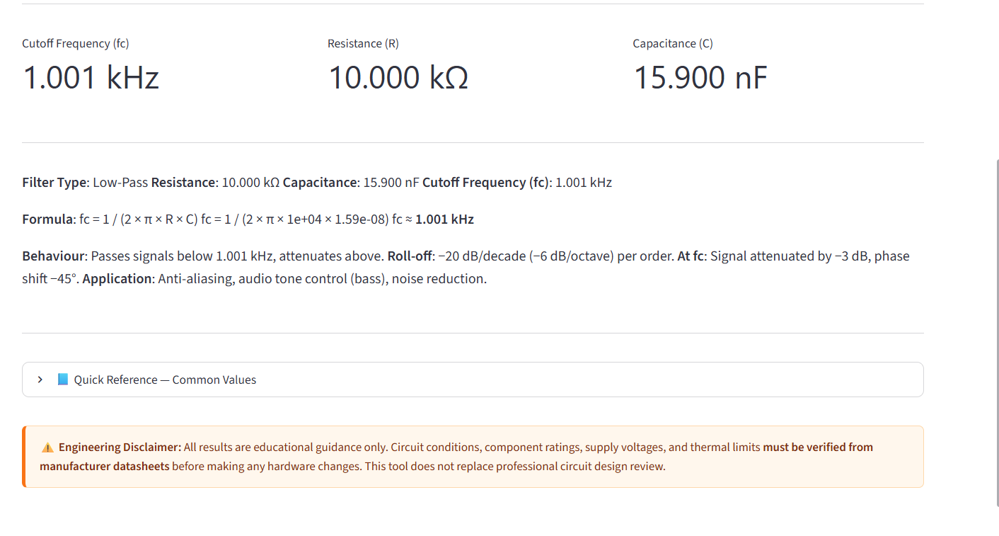 Cutoff Frequency (fc)
1.001 kHz
Resistance (R)
10.000 kΩ
Capacitance (C)
15.900 nF
Filter Type: Low-Pass Resistance: 10.000 kΩ Capacitance: 15.900 nF Cutoff Frequency (fc): 1.001 kHz
Formula: fc = 1 / (2 × π × R × C) fc = 1 / (2 × π × 1e+04 × 1.59e-08) fc ≈ 1.001 kHz
Behaviour: Passes signals below 1.001 kHz, attenuates above. Roll-off: −20 dB/decade (−6 dB/octave) per order. At fc: Signal attenuated by −3 dB, phase
shift −45°. Application: Anti-aliasing, audio tone control (bass), noise reduction.
Quick Reference — Common Values
Engineering Disclaimer: All results are educational guidance only. Circuit conditions, component ratings, supply voltages, and thermal limits must be verified from
manufacturer datasheets before making any hardware changes. This tool does not replace professional circuit design review.